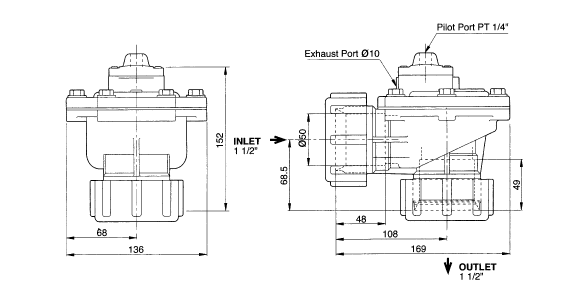 Pilot Port PT 1/4"
Exhaust Port Ø10
152
INLET
1 1/2"
Ø50
68.5
49
68
136
48
108
169
OUTLET
1 1/2"